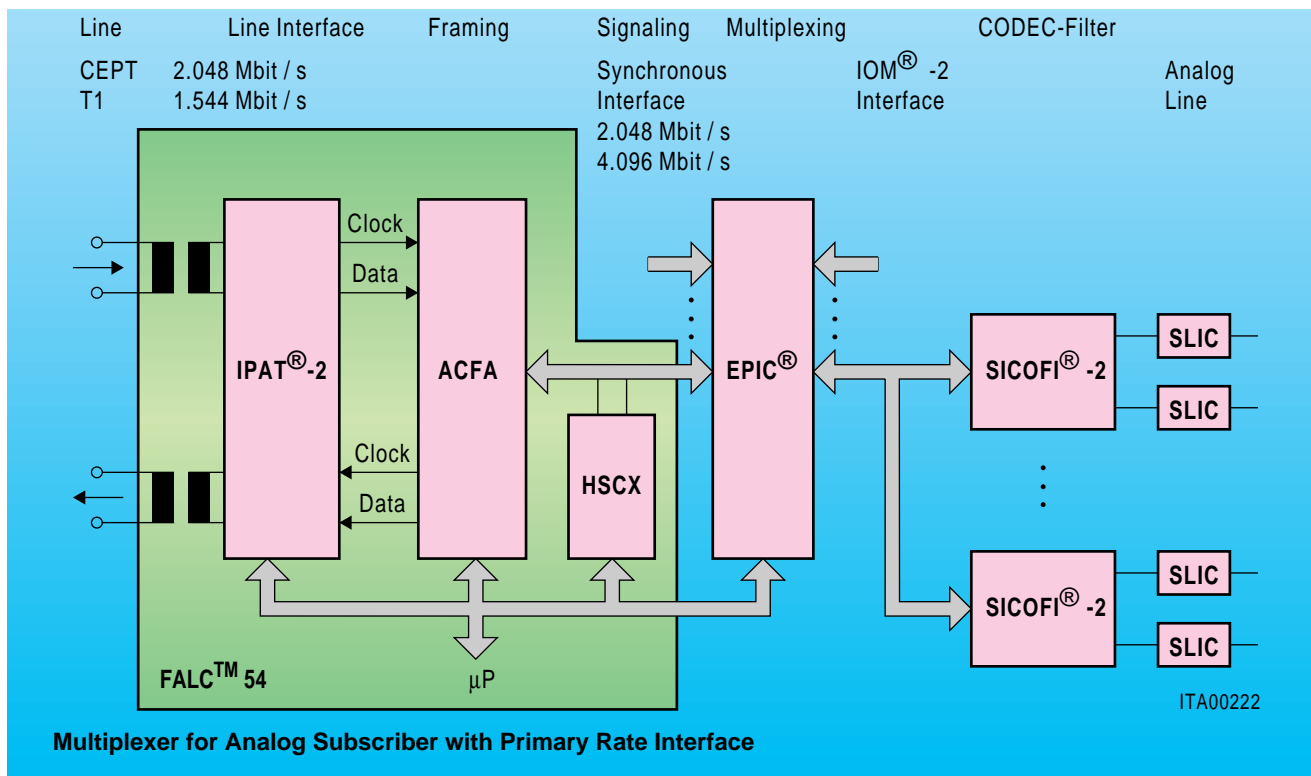 Line Line Interface Framing Signaling Multiplexing CODEC-Filter
CEPT 2.048 Mbit / s Synchronous IOM® -2 Analog
T1 1.544 Mbit / s Interface Interface Line
2.048 Mbit / s
4.096 Mbit / s
Clock
Data
IPAT®-2
ACFA
EPIC®
SICOFI® -2
SLIC
SLIC
Clock
Data
HSCX
SICOFI® -2
SLIC
SLIC
FALC™ 54
µP
ITA00222
Multiplexer for Analog Subscriber with Primary Rate Interface